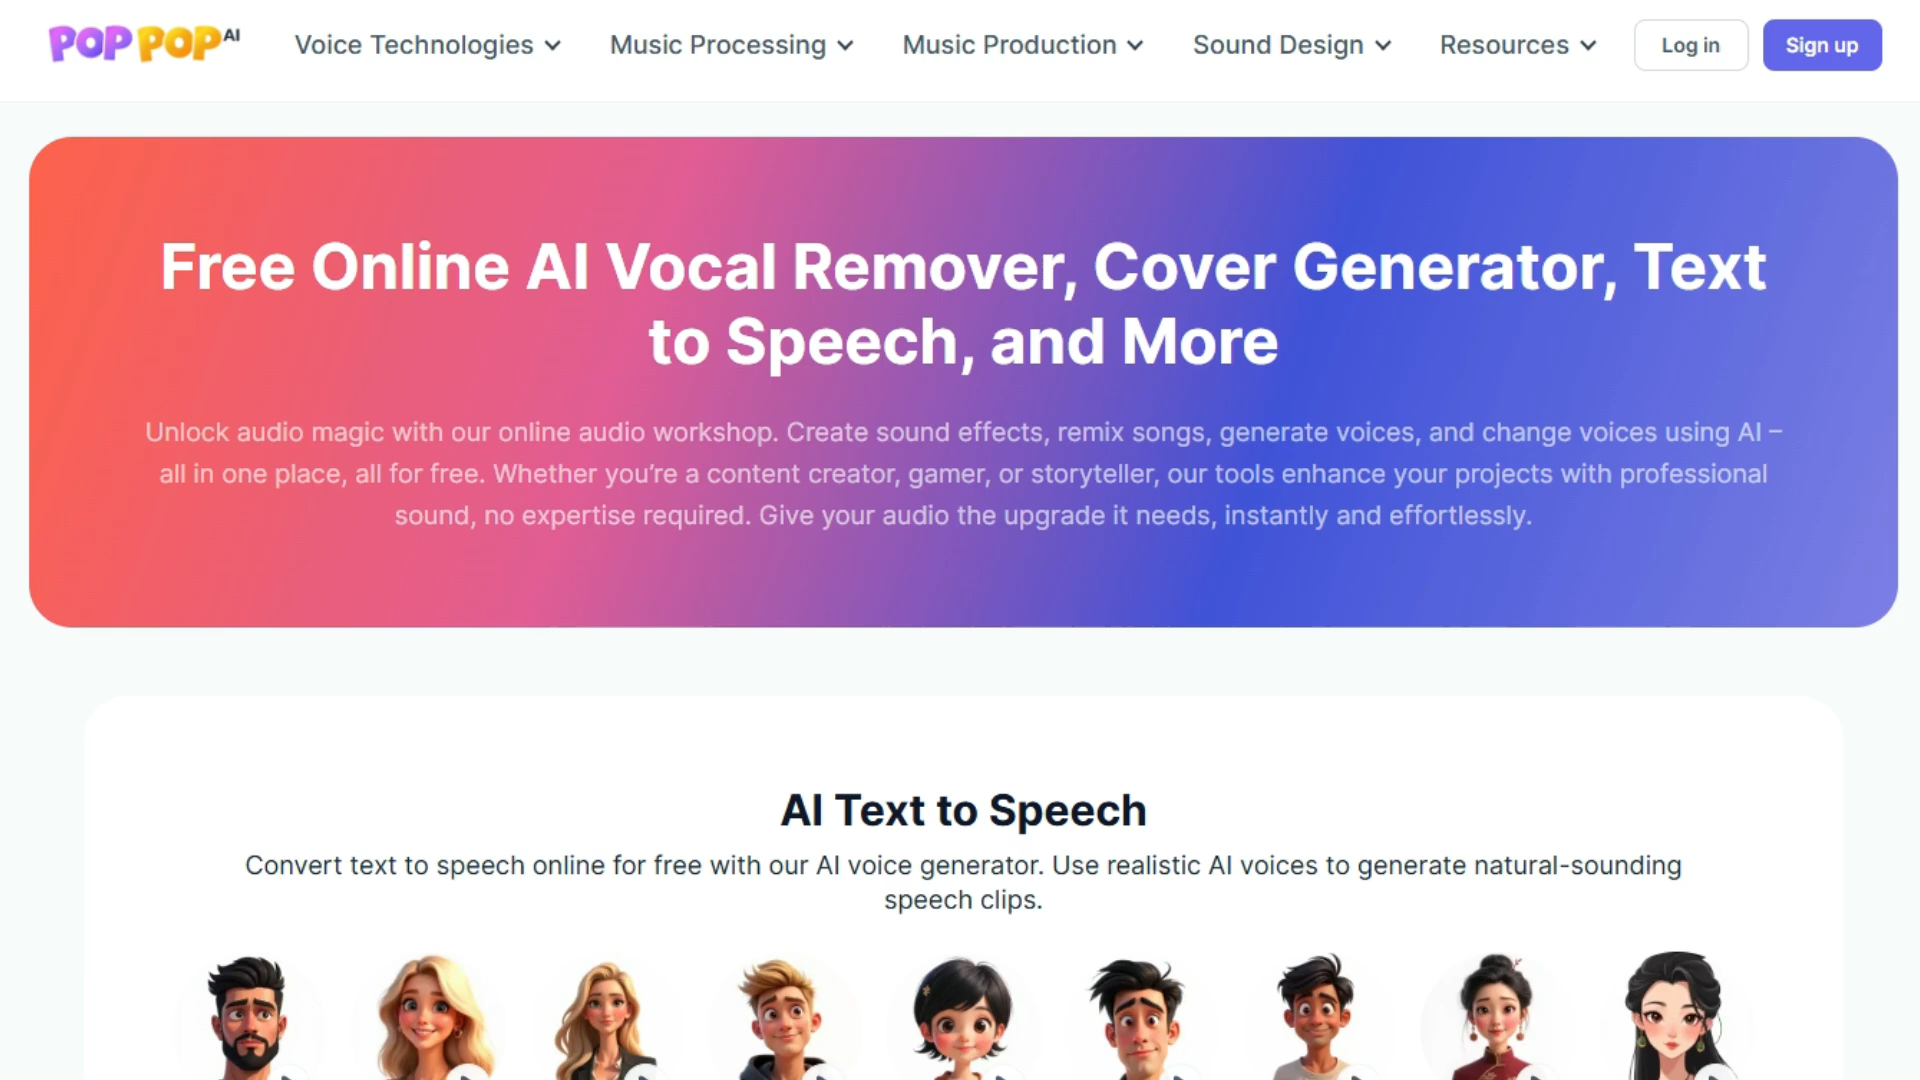 POP POP AI
Voice Technologies
Music Processing
Music Production
Sound Design
Resources
Log in
Sign up
Free Online AI Vocal Remover, Cover Generator, Text
to Speech, and More
Unlock audio magic with our online audio workshop. Create sound effects, remix songs, generate voices, and change voices using AI –
all in one place, all for free. Whether you’re a content creator, gamer, or storyteller, our tools enhance your projects with professional
sound, no expertise required. Give your audio the upgrade it needs, instantly and effortlessly.
AI Text to Speech
Convert text to speech online for free with our AI voice generator. Use realistic AI voices to generate natural-sounding
speech clips.